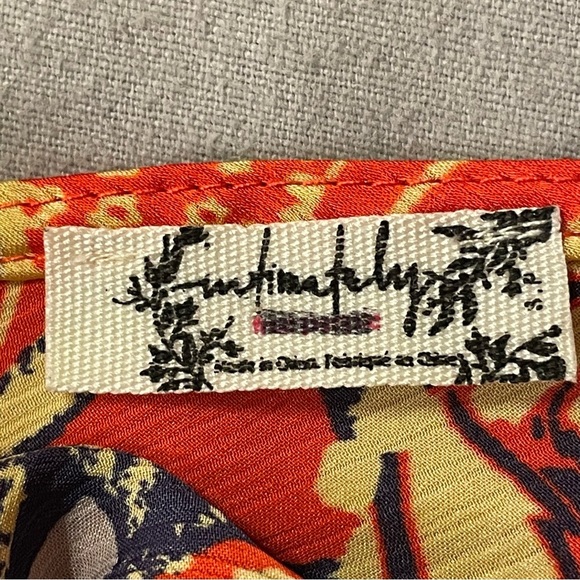 Intimately
S.P
Made in China. Fabriqué en Chine